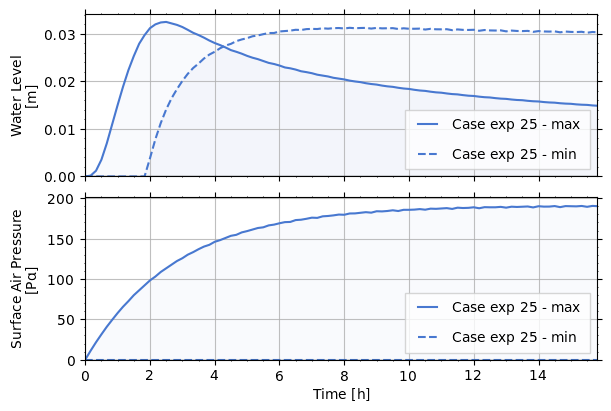 0.03
0.02
0.01
0.00
Water Level
[m]
Case exp 25 - max
Case exp 25 - min
200
150
100
50
0
Surface Air Pressure
[Pa]
Case exp 25 - max
Case exp 25 - min
0 2 4 6 8 10 12 14
Time [h]